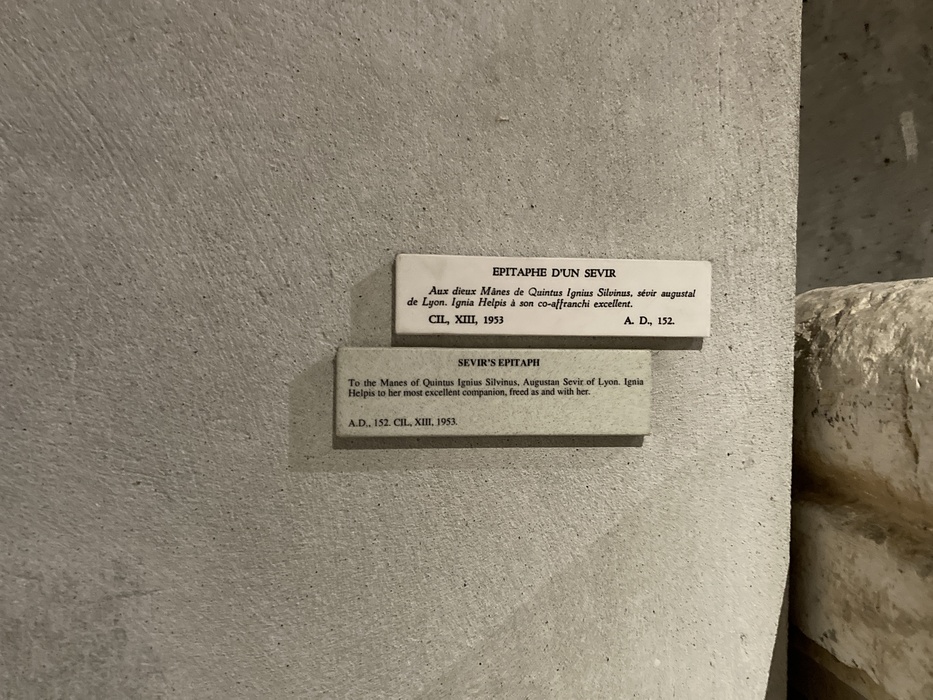 EPITAPHE D'UN SEVIR
Aux dieux Mânes de Quintus Ignius Silvinus, sévir augustal
de Lyon. Ignia Helpis à son co-affranchi excellent.
CIL, XIII, 1953 A. D., 152.
SEVIR'S EPITAPH
To the Manes of Quintus Ignius Silvinus, Augustan Sevir of Lyon. Ignia
Helpis to her most excellent companion, freed as and with her.
A.D., 152. CIL, XIII, 1953.